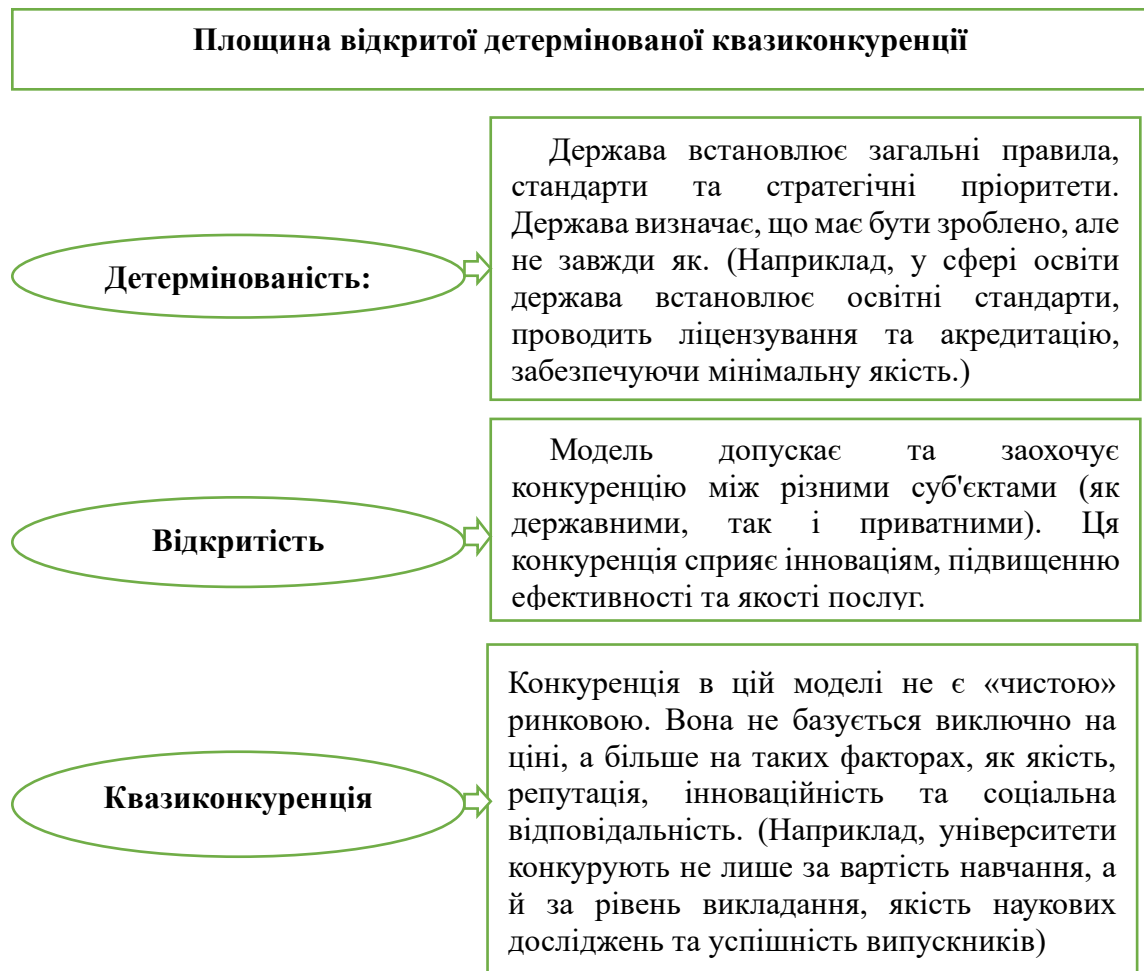 Площина відкритої детермінованої квазиконкуренції
Детермінованість:
Держава встановлює загальні правила,
стандарти та стратегічні пріоритети.
Держава визначає, що має бути зроблено, але
не завжди як. (Наприклад, у сфері освіти
держава встановлює освітні стандарти,
проводить ліцензування та акредитацію,
забезпечуючи мінімальну якість.)
Відкритість
Модель допускає та заохочує
конкуренцію між різними суб'єктами (як
державними, так і приватними). Ця
конкуренція сприяє інноваціям, підвищенню
ефективності та якості послуг.
Квазиконкуренція
Конкуренція в цій моделі не є «чистою»
ринковою. Вона не базується виключно на
ціні, а більше на таких факторах, як якість,
репутація, інноваційність та соціальна
відповідальність. (Наприклад, університети
конкурують не лише за вартість навчання, а
й за рівень викладання, якість наукових
досліджень та успішність випускників)